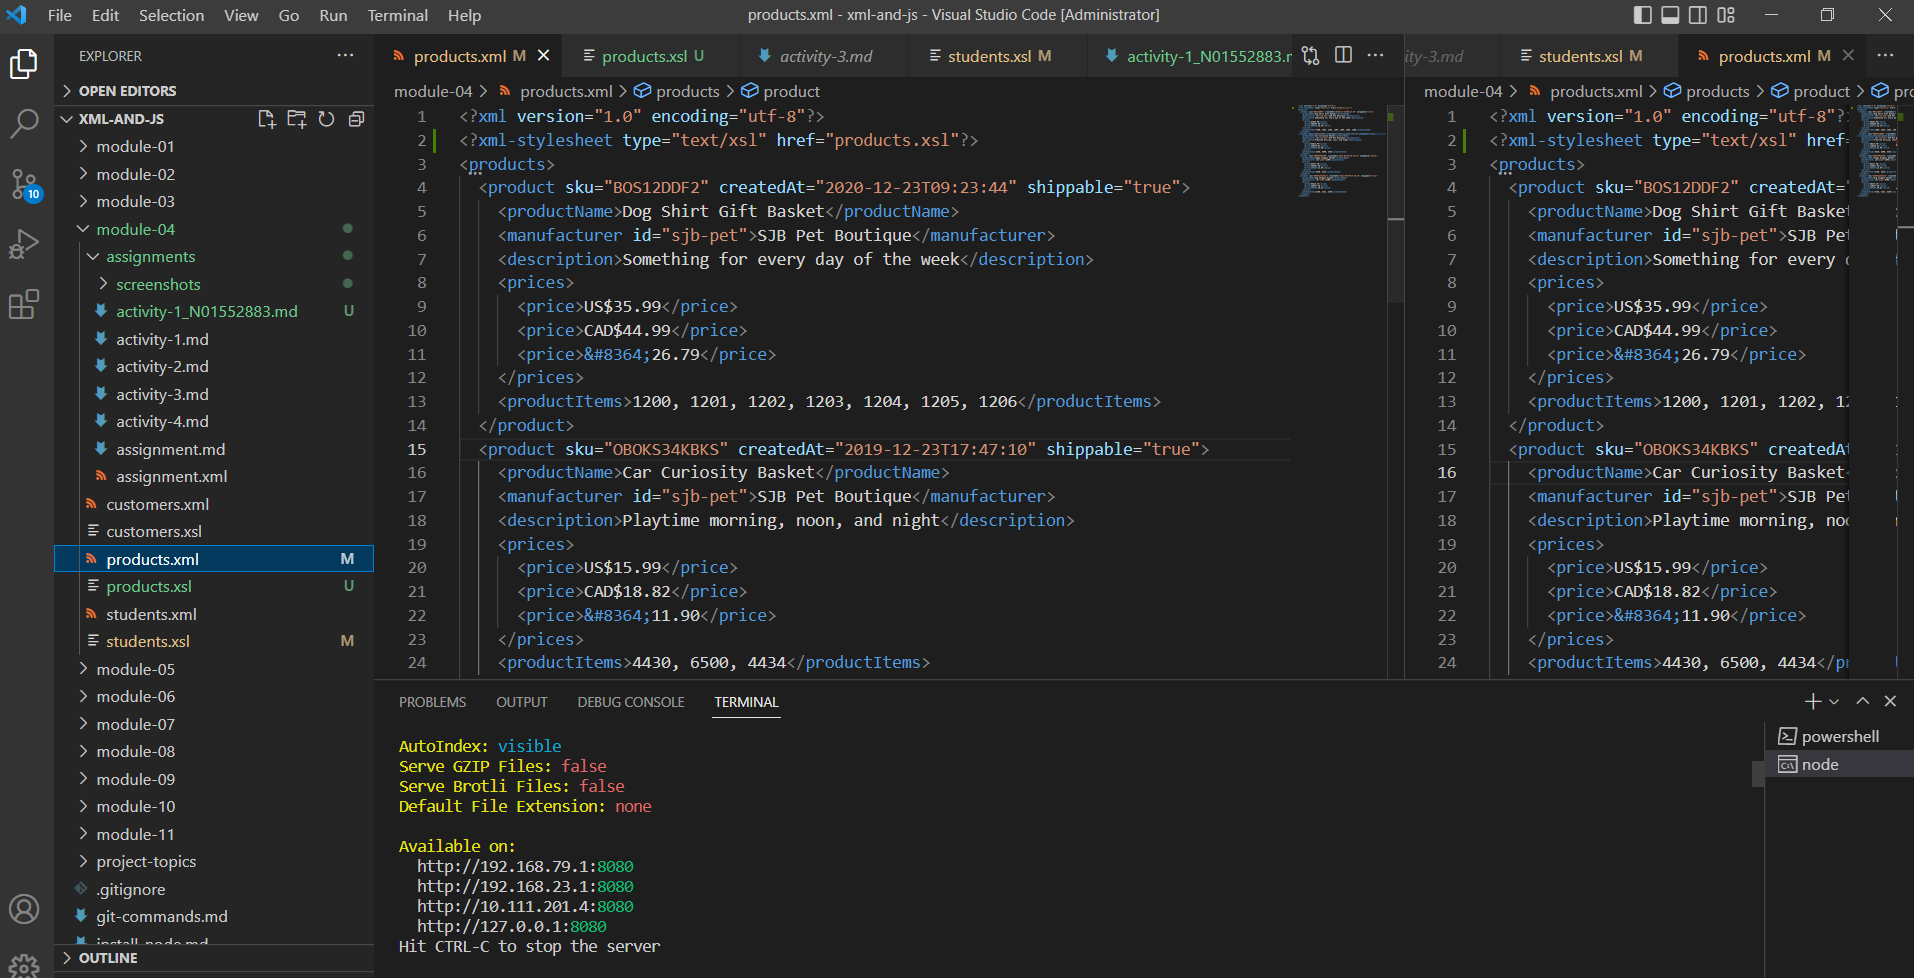 File Edit Selection View Go Run Terminal Help
products.xml - xml-and-js - Visual Studio Code [Administrator]
EXPLORER
OPEN EDITORS
XML-AND-JS
module-01
module-02
module-03
module-04
assignments
screenshots
activity-1_N01552883.md U
activity-1.md
activity-2.md
activity-3.md
activity-4.md
assignment.md
assignment.xml
customers.xml
customers.xsl
products.xml M
products.xsl U
students.xml
students.xsl M
module-05
module-06
module-07
module-08
module-09
module-10
module-11
project-topics
.gitignore
git-commands.md
install-node.md
OUTLINE
10
products.xml M products.xsl U activity-3.md students.xsl M activity-1_N01552883.
module-04 > products.xml > products > product
1 <?xml version="1.0" encoding="utf-8"?>
2 <?xml-stylesheet type="text/xsl" href="products.xsl"?>
3 <products>
4 <product sku="BOS12DDF2" createdAt="2020-12-23T09:23:44" shippable="true">
5 <productName>Dog Shirt Gift Basket</productName>
6 <manufacturer id="sjb-pet">SJB Pet Boutique</manufacturer>
7 <description>Something for every day of the week</description>
8 <prices>
9 <price>US$35.99</price>
10 <price>CAD$44.99</price>
11 <price>&#8364;26.79</price>
12 </prices>
13 <productItems>1200, 1201, 1202, 1203, 1204, 1205, 1206</productItems>
14 </product>
15 <product sku="OBOKS34KBKS" createdAt="2019-12-23T17:47:10" shippable="true">
16 <productName>Car Curiosity Basket</productName>
17 <manufacturer id="sjb-pet">SJB Pet Boutique</manufacturer>
18 <description>Playtime morning, noon, and night</description>
19 <prices>
20 <price>US$15.99</price>
21 <price>CAD$18.82</price>
22 <price>&#8364;11.90</price>
23 </prices>
24 <productItems>4430, 6500, 4434</productItems>
ity-3.md students.xsl M products.xml M
module-04 > products.xml > products > product > pro
1 <?xml version="1.0" encoding="utf-8"?
2 <?xml-stylesheet type="text/xsl" href=
3 <products>
4 <product sku="BOS12DDF2" createdAt="
5 <productName>Dog Shirt Gift Basket
6 <manufacturer id="sjb-pet">SJB Pet
7 <description>Something for every
8 <prices>
9 <price>US$35.99</price>
10 <price>CAD$44.99</price>
11 <price>&#8364;26.79</price>
12 </prices>
13 <productItems>1200, 1201, 1202, 12
14 </product>
15 <product sku="OBOKS34KBKS" createdAt
16 <productName>Car Curiosity Basket
17 <manufacturer id="sjb-pet">SJB Pet
18 <description>Playtime morning, noo
19 <prices>
20 <price>US$15.99</price>
21 <price>CAD$18.82</price>
22 <price>&#8364;11.90</price>
23 </prices>
24 <productItems>4430, 6500, 4434</pr
PROBLEMS OUTPUT DEBUG CONSOLE TERMINAL
AutoIndex: visible
Serve GZIP Files: false
Serve Brotli Files: false
Default File Extension: none
Available on:
http://192.168.79.1:8080
http://192.168.23.1:8080
http://10.111.201.4:8080
http://127.0.0.1:8080
Hit CTRL-C to stop the server
powershell
node